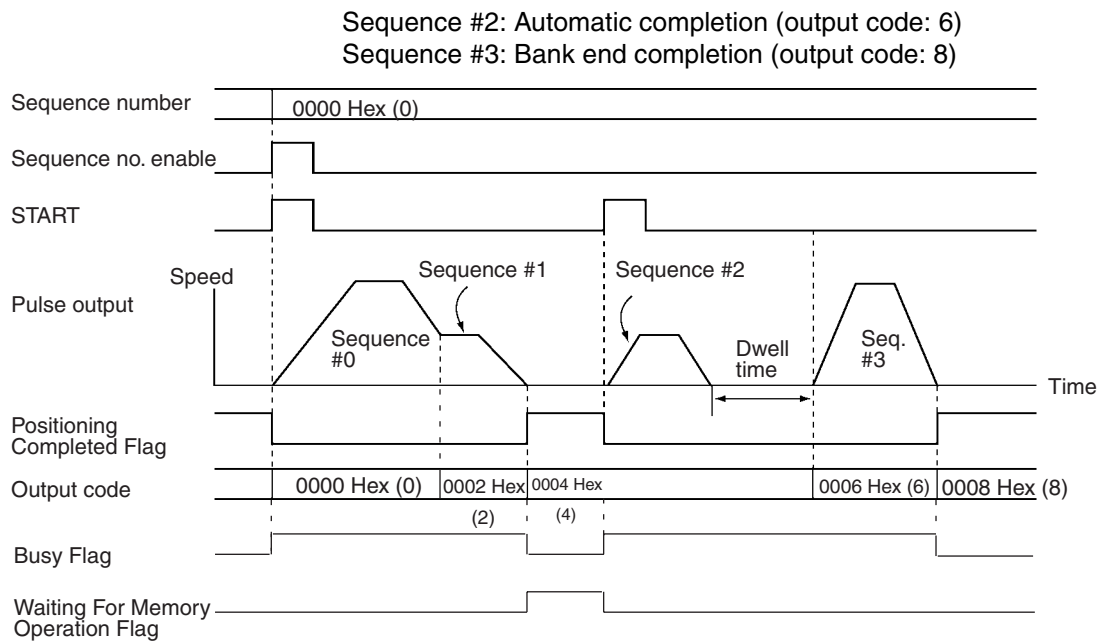 Sequence #2: Automatic completion (output code: 6)
Sequence #3: Bank end completion (output code: 8)
Sequence number
0000 Hex (0)
Sequence no. enable
START
Speed
Sequence #1
Sequence #2
Pulse output
Sequence
#0
Dwell
time
Seq.
#3
Time
Positioning
Completed Flag
Output code
0000 Hex (0)
0002 Hex
(2)
0004 Hex
(4)
0006 Hex (6)
0008 Hex (8)
Busy Flag
Waiting For Memory
Operation Flag